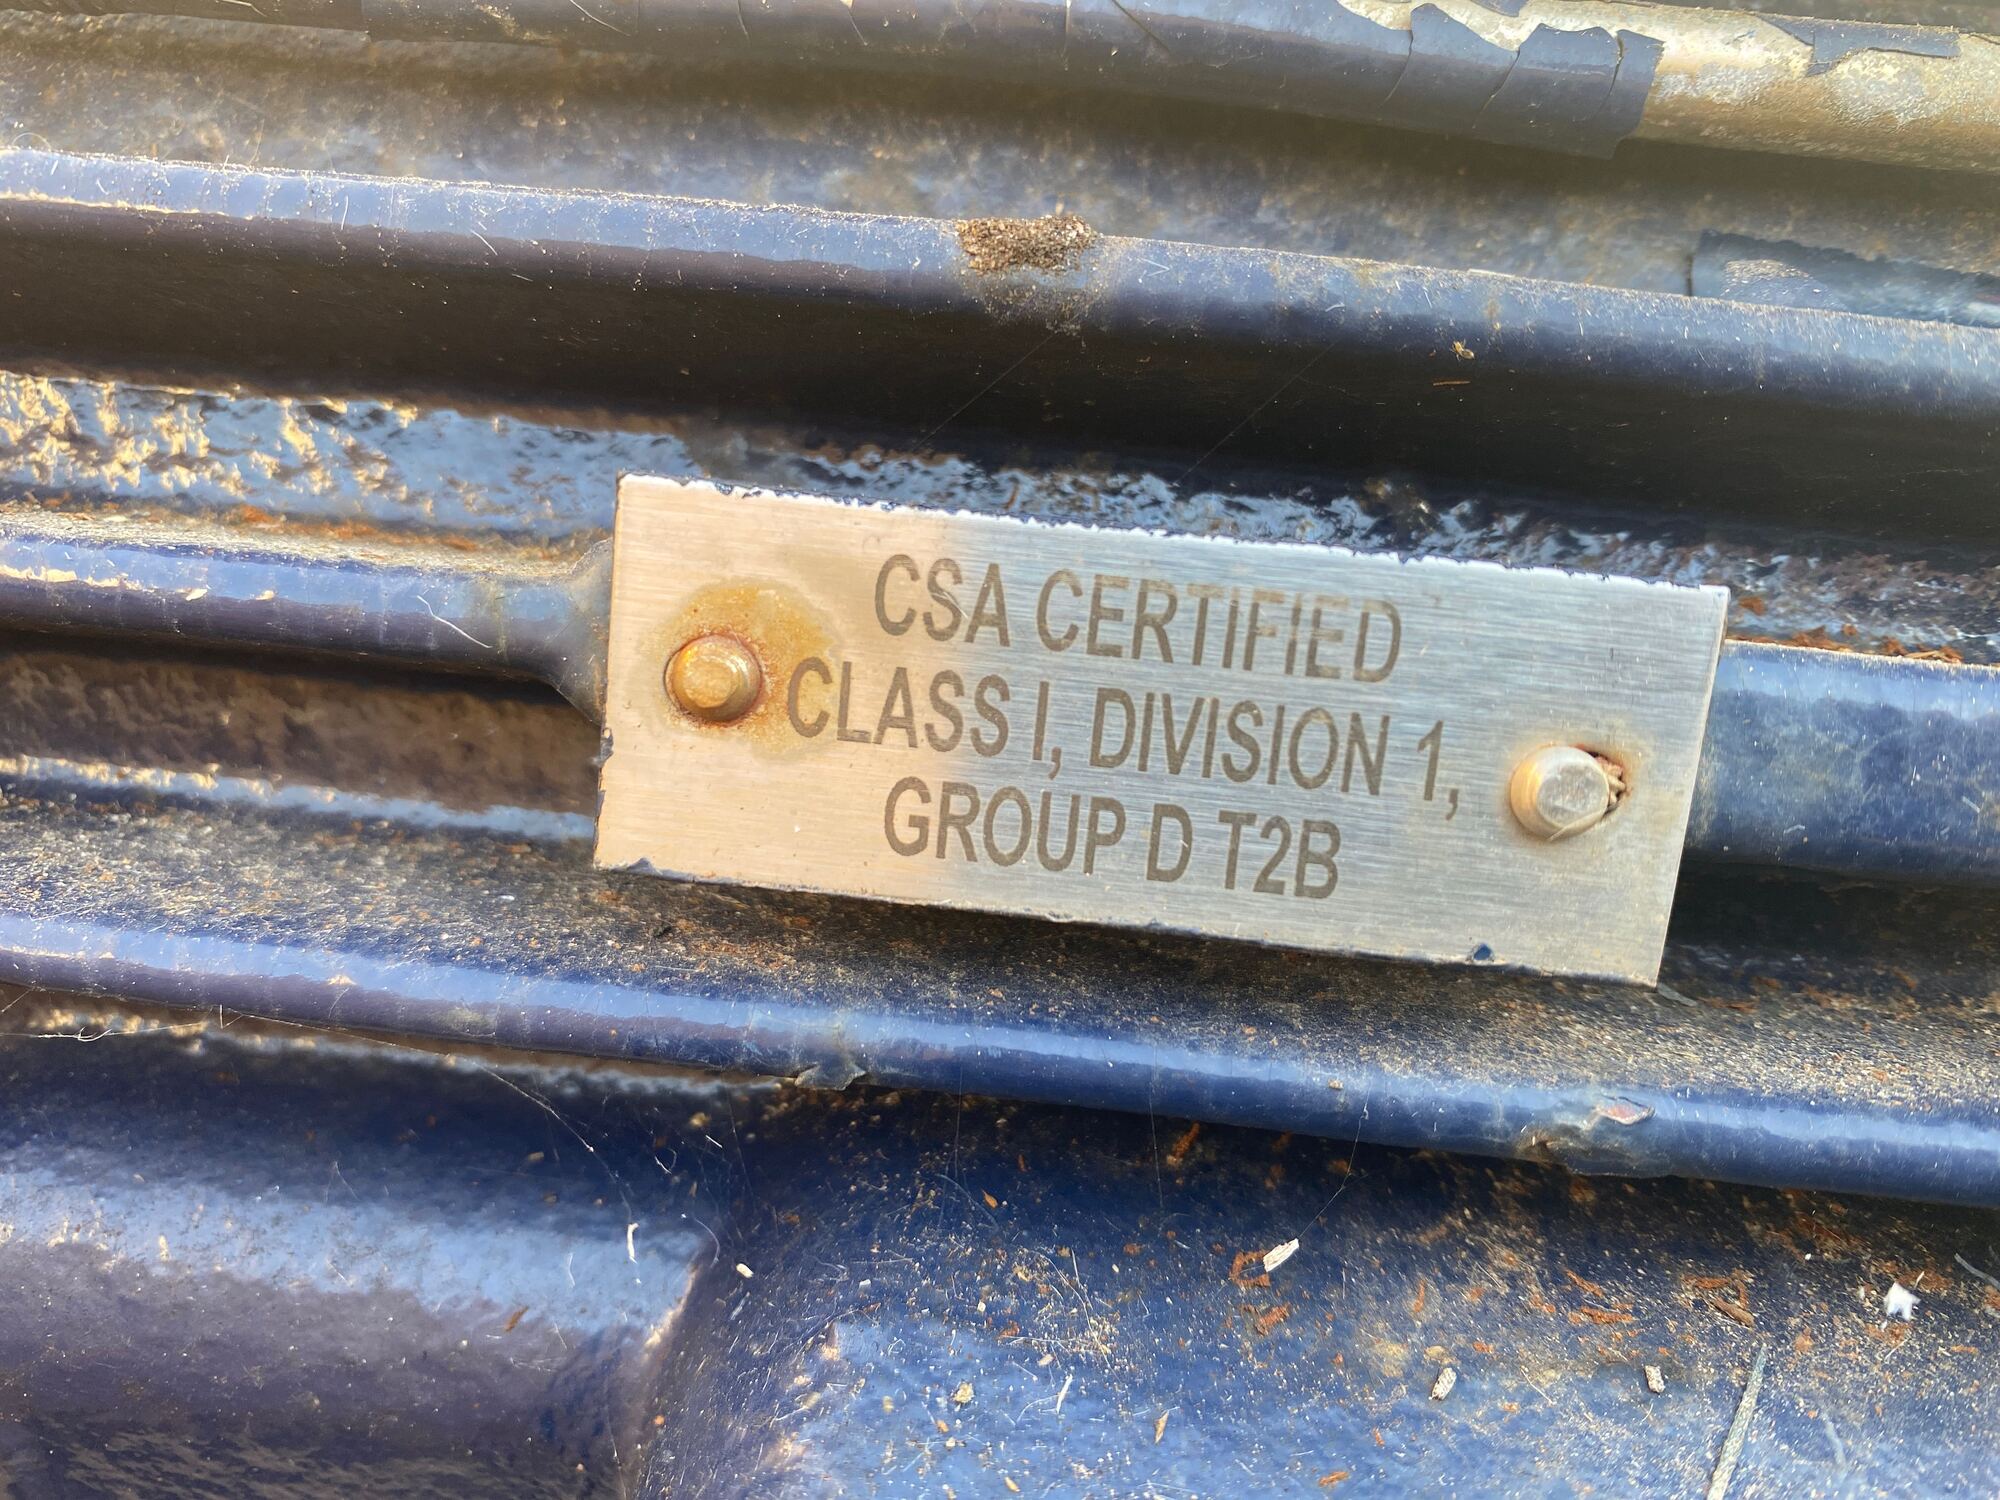 CSA CERTIFIED
CLASS I, DIVISION 1,
GROUP D T2B